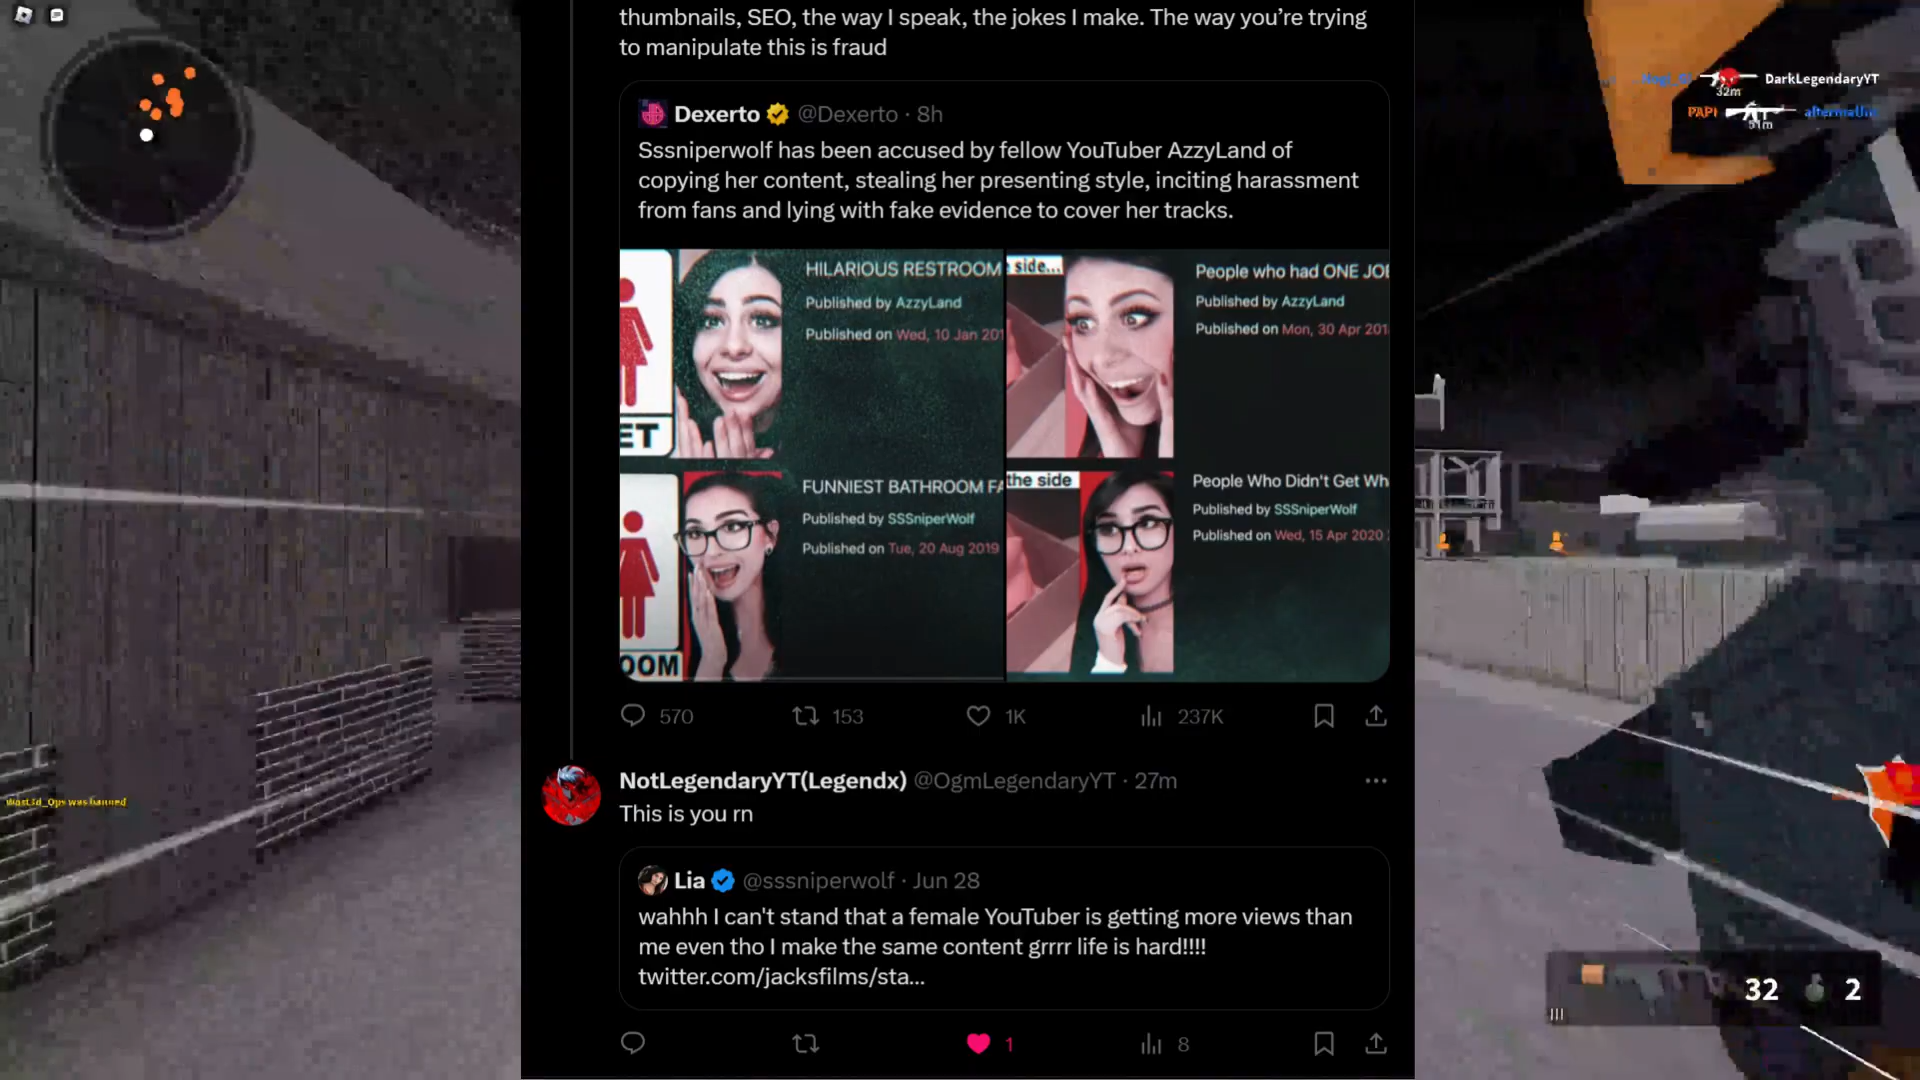 thumbnails, SEO, the way I speak, the jokes I make. The way you’re trying
to manipulate this is fraud
Dexerto @Dexerto · 8h
Sssniperwolf has been accused by fellow YouTuber AzzyLand of
copying her content, stealing her presenting style, inciting harassment
from fans and lying with fake evidence to cover her tracks.
HILARIOUS RESTROOM
Published by AzzyLand
Published on Wed, 10 Jan 201
ET
side...
People who had ONE JOB
Published by AzzyLand
Published on Mon, 30 Apr 201
FUNNIEST BATHROOM FA
Published by SSSniperWolf
Published on Tue, 20 Aug 2019
OOM
the side
People Who Didn't Get Wh
Published by SSSniperWolf
Published on Wed, 15 Apr 2020
570 153 1K 237K
NotLegendaryYT(Legendx) @OgmLegendaryYT · 27m
This is you rn
Lia @sssniperwolf · Jun 28
wahhh I can't stand that a female YouTuber is getting more views than
me even tho I make the same content grrrr life is hard!!!!
twitter.com/jacksfilms/sta...
1 8
DarkLegendaryYT
32m
PAPI
51m
was banned
32 2